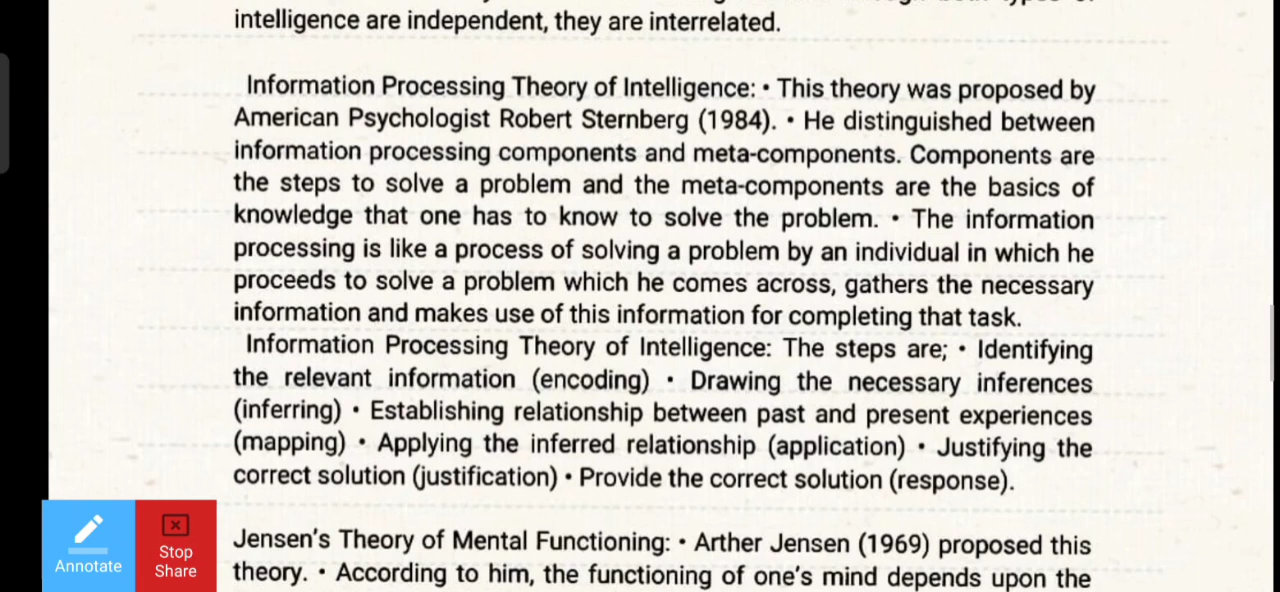 intelligence are independent, they are interrelated.
Information Processing Theory of Intelligence: • This theory was proposed by
American Psychologist Robert Sternberg (1984). • He distinguished between
information processing components and meta-components. Components are
the steps to solve a problem and the meta-components are the basics of
knowledge that one has to know to solve the problem. • The information
processing is like a process of solving a problem by an individual in which he
proceeds to solve a problem which he comes across, gathers the necessary
information and makes use of this information for completing that task.
Information Processing Theory of Intelligence: The steps are; • Identifying
the relevant information (encoding) • Drawing the necessary inferences
(inferring) • Establishing relationship between past and present experiences
(mapping) • Applying the inferred relationship (application) • Justifying the
correct solution (justification) • Provide the correct solution (response).
Jensen's Theory of Mental Functioning: • Arther Jensen (1969) proposed this
theory. • According to him, the functioning of one's mind depends upon the
Annotate
Stop
Share